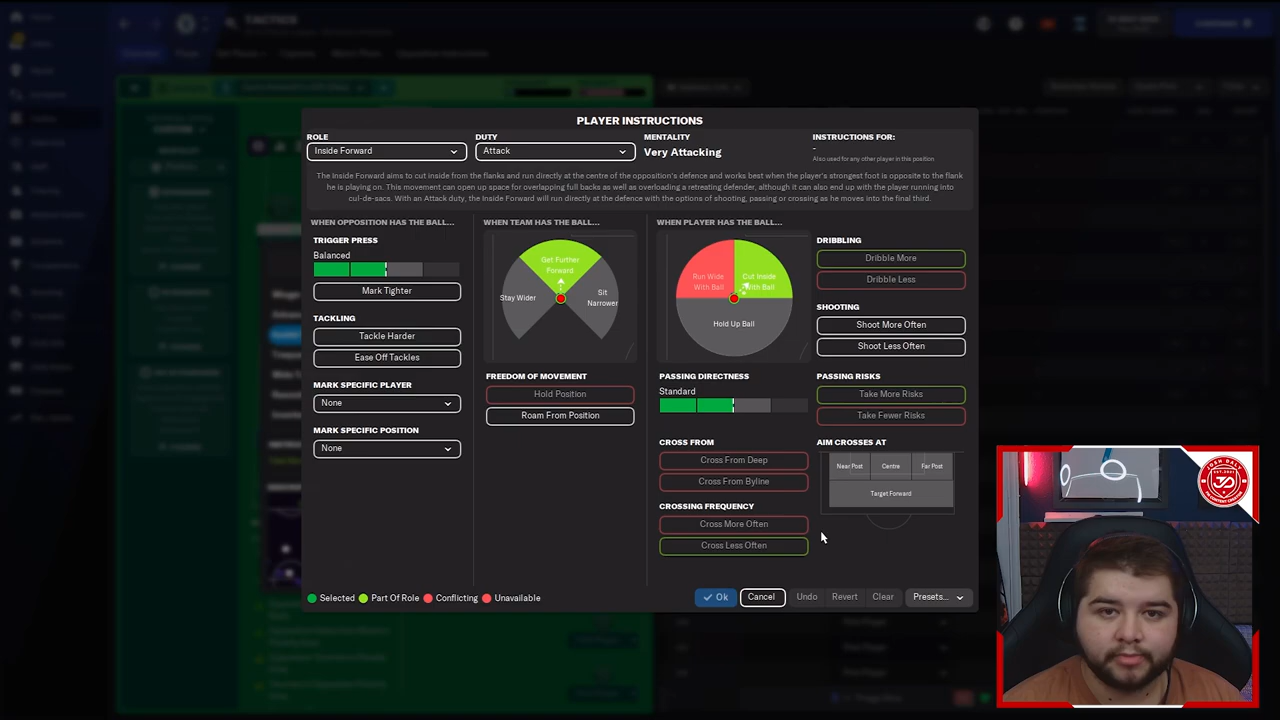 TACTICS
PLAYER INSTRUCTIONS
ROLE
Inside Forward
DUTY
Attack
MENTALITY
Very Attacking
INSTRUCTIONS FOR:
-
Also used for any other player in this position
The Inside Forward aims to cut inside from the flanks and run directly at the centre of the opposition's defence and works best when the player's strongest foot is opposite to the flank
he is playing on. This movement can open up space for overlapping full backs as well as overloading a retreating defender, although it can also end up with the player running into
cul-de-sacs. With an Attack duty, the Inside Forward will run directly at the defence with the options of shooting, passing or crossing as he moves into the final third.
WHEN OPPOSITION HAS THE BALL...
TRIGGER PRESS
Balanced
Mark Tighter
TACKLING
Tackle Harder
Ease Off Tackles
MARK SPECIFIC PLAYER
None
MARK SPECIFIC POSITION
None
WHEN TEAM HAS THE BALL...
Get Further
Forward
Stay Wider
Sit
Narrower
FREEDOM OF MOVEMENT
Hold Position
Roam From Position
WHEN PLAYER HAS THE BALL...
Run Wide
With Ball
Cut Inside
With Ball
Hold Up Ball
PASSING DIRECTNESS
Standard
CROSS FROM
Cross From Deep
Cross From Byline
CROSSING FREQUENCY
Cross More Often
Cross Less Often
DRIBBLING
Dribble More
Dribble Less
SHOOTING
Shoot More Often
Shoot Less Often
PASSING RISKS
Take More Risks
Take Fewer Risks
AIM CROSSES AT
Near Post
Centre
Far Post
Target Forward
Selected
Part Of Role
Conflicting
Unavailable
Ok
Cancel
Undo
Revert
Clear
Presets...
JOSH DALY
JD